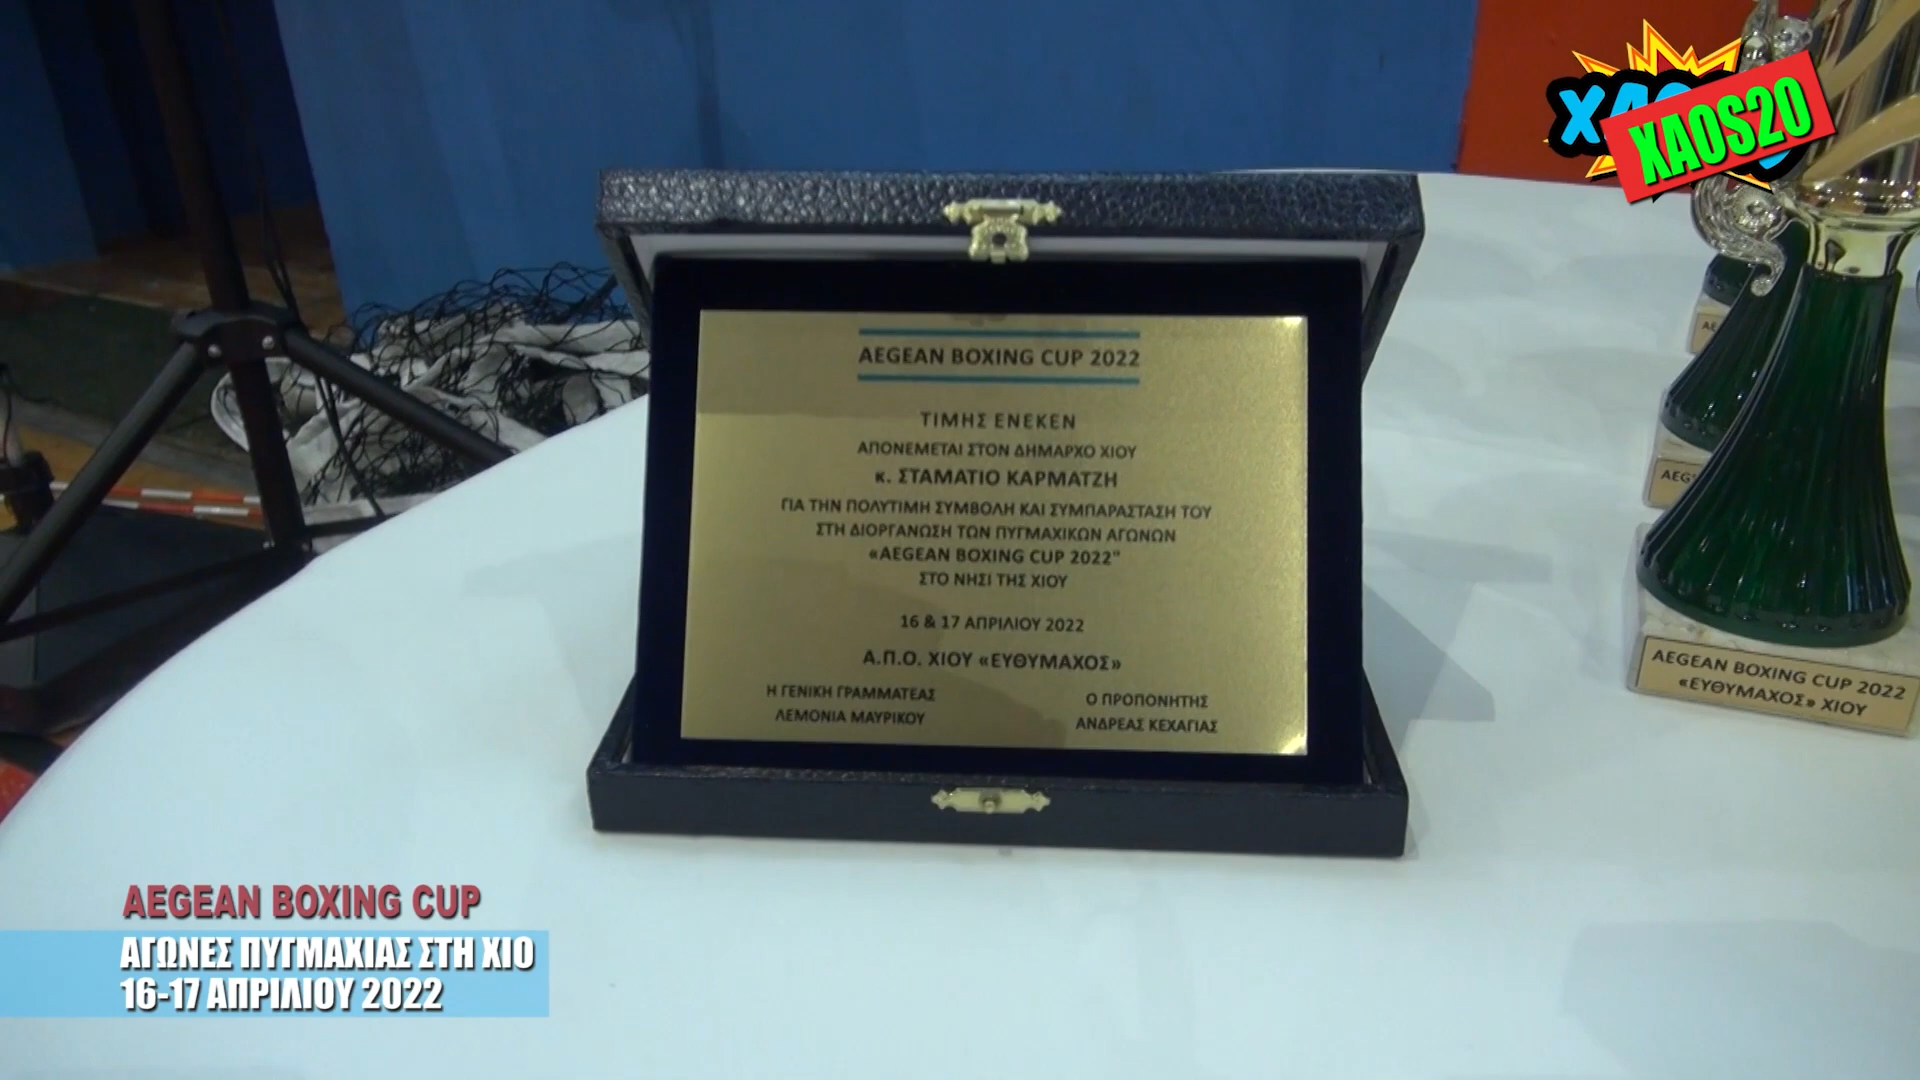 XAOS20
AEGEAN BOXING CUP 2022
ΤΙΜΗΣ ΕΝΕΚΕΝ
ΑΠΟΝΕΜΕΤΑΙ ΣΤΟΝ ΔΗΜΑΡΧΟ ΧΙΟΥ
κ. ΣΤΑΜΑΤΙΟ ΚΑΡΜΑΤΖΗ
ΓΙΑ ΤΗΝ ΠΟΛΥΤΙΜΗ ΣΥΜΒΟΛΗ ΚΑΙ ΣΥΜΠΑΡΑΣΤΑΣΗ ΤΟΥ
ΣΤΗ ΔΙΟΡΓΑΝΩΣΗ ΤΩΝ ΠΥΓΜΑΧΙΚΩΝ ΑΓΩΝΩΝ
«AEGEAN BOXING CUP 2022"
ΣΤΟ ΝΗΣΙ ΤΗΣ ΧΙΟΥ
16 & 17 ΑΠΡΙΛΙΟΥ 2022
Α.Π.Ο. ΧΙΟΥ «ΕΥΘΥΜΑΧΟΣ»
Η ΓΕΝΙΚΗ ΓΡΑΜΜΑΤΕΑΣ
ΛΕΜΟΝΙΑ ΜΑΥΡΙΚΟΥ
Ο ΠΡΟΠΟΝΗΤΗΣ
ΑΝΔΡΕΑΣ ΚΕΧΑΓΙΑΣ
AEGEAN BOXING CUP 2022
«ΕΥΘΥΜΑΧΟΣ» ΧΙΟΥ
AEGEAN BOXING CUP
ΑΓΩΝΕΣ ΠΥΓΜΑΧΙΑΣ ΣΤΗ ΧΙΟ
16-17 ΑΠΡΙΛΙΟΥ 2022